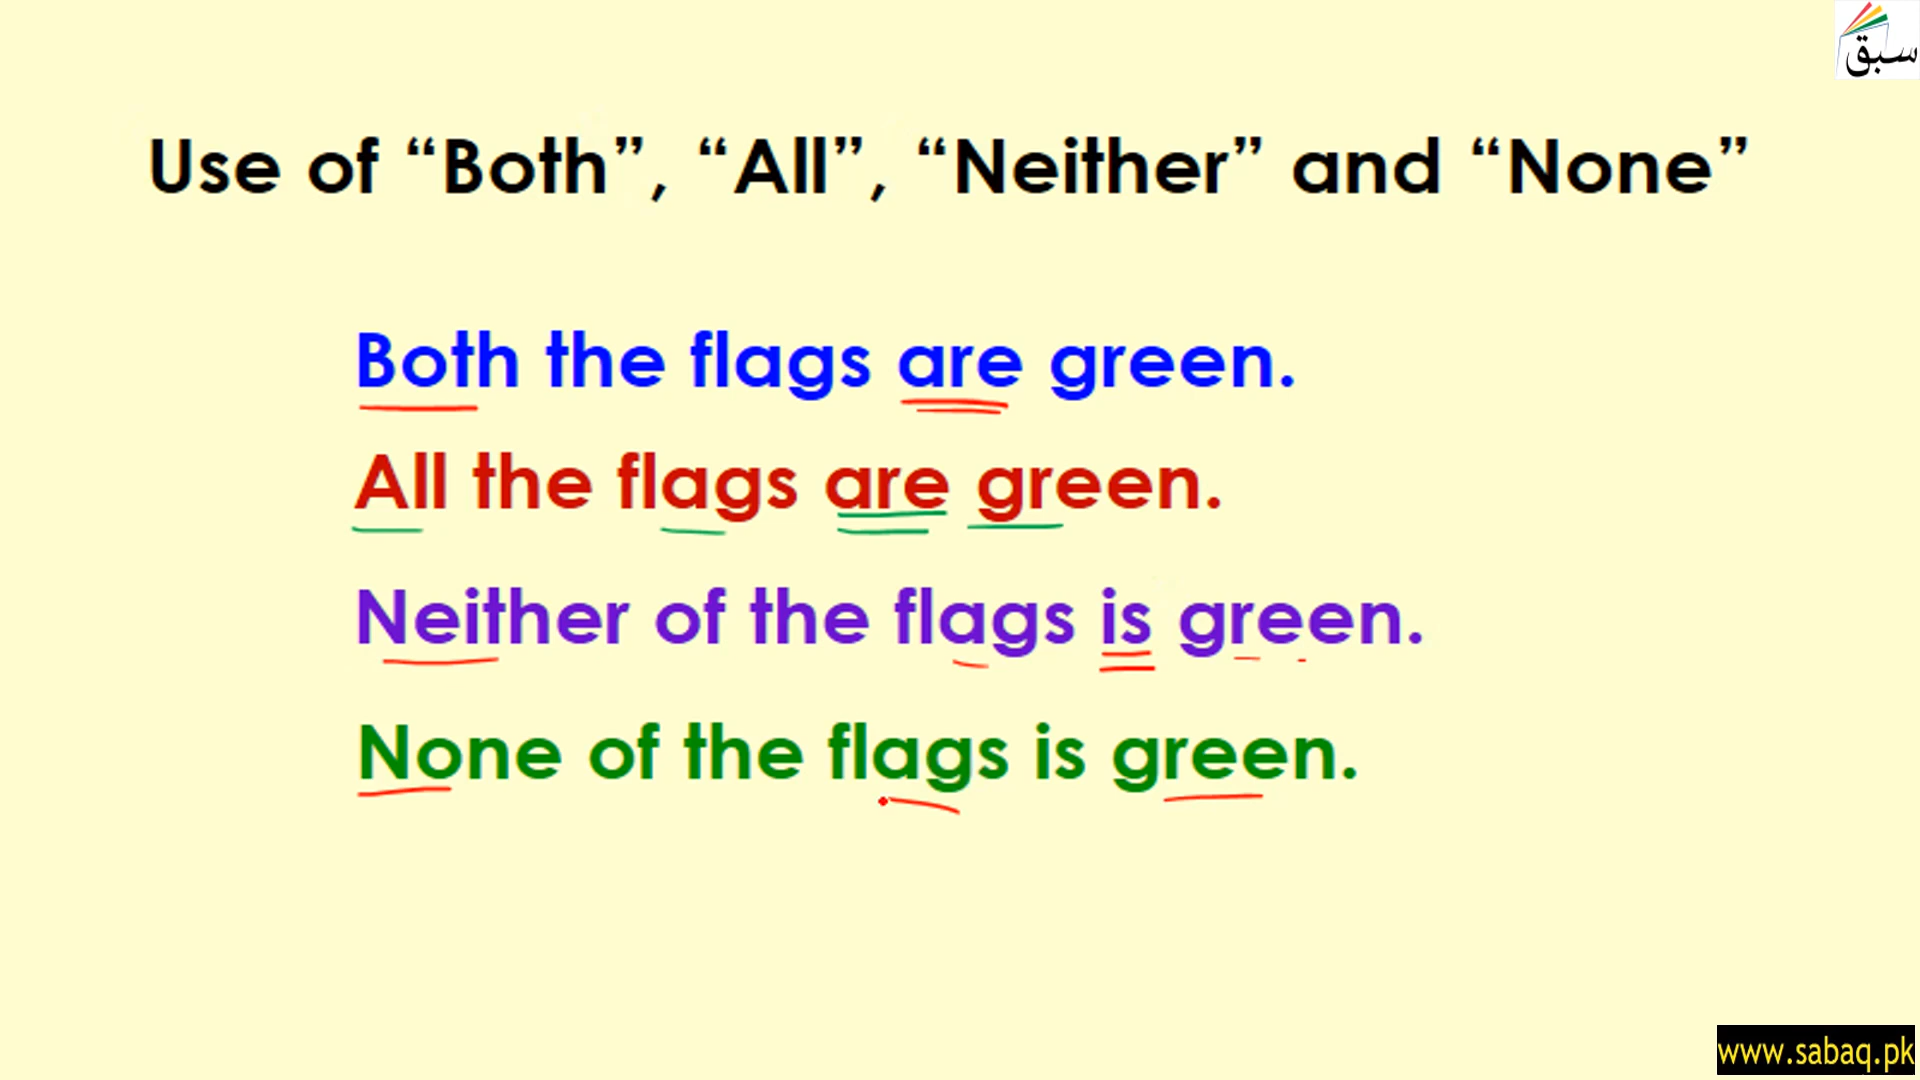 سبق
Use of “Both”, “All”, “Neither” and “None”
Both the flags are green.
All the flags are green.
Neither of the flags is green.
None of the flags is green.
www.sabaq.pk